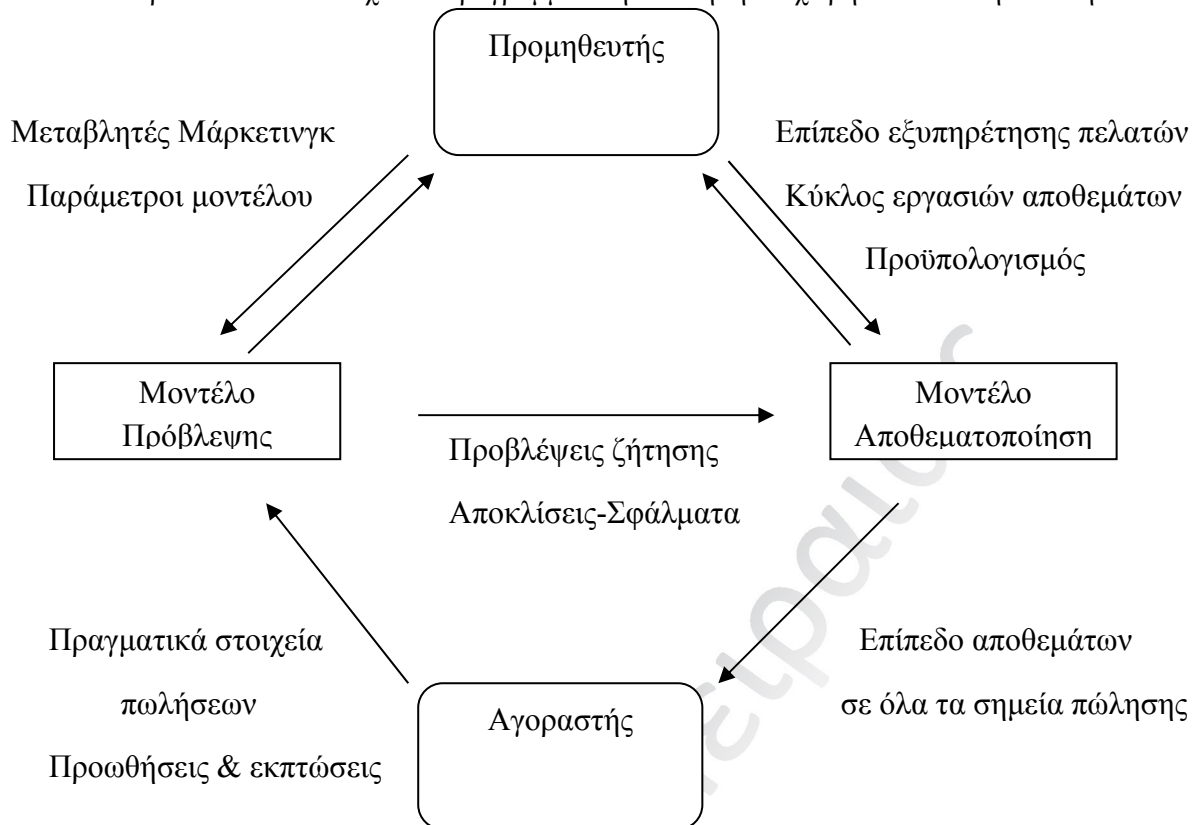 Προμηθευτής
Μεταβλητές Μάρκετινγκ
Παράμετροι μοντέλου
Επίπεδο εξυπηρέτησης πελατών
Κύκλος εργασιών αποθεμάτων
Προϋπολογισμός
Μοντέλο
Πρόβλεψης
Μοντέλο
Αποθεματοποίηση
Προβλέψεις ζήτησης
Αποκλίσεις-Σφάλματα
Πραγματικά στοιχεία
πωλήσεων
Προωθήσεις & εκπτώσεις
Επίπεδο αποθεμάτων
σε όλα τα σημεία πώλησης
Αγοραστής